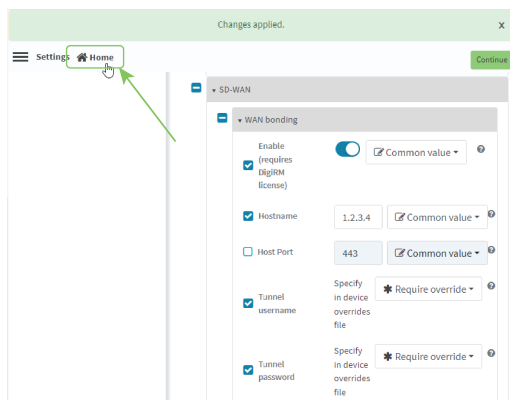 Changes applied.
x
Settings Home
Continue
SD-WAN
WAN bonding
Enable
(requires
DigiRM
license)
Common value
Hostname
1.2.3.4
Common value
Host Port
443
Common value
Tunnel
username
Specify
in device
overrides
file
Require override
Tunnel
password
Specify
in device
overrides
file
Require override